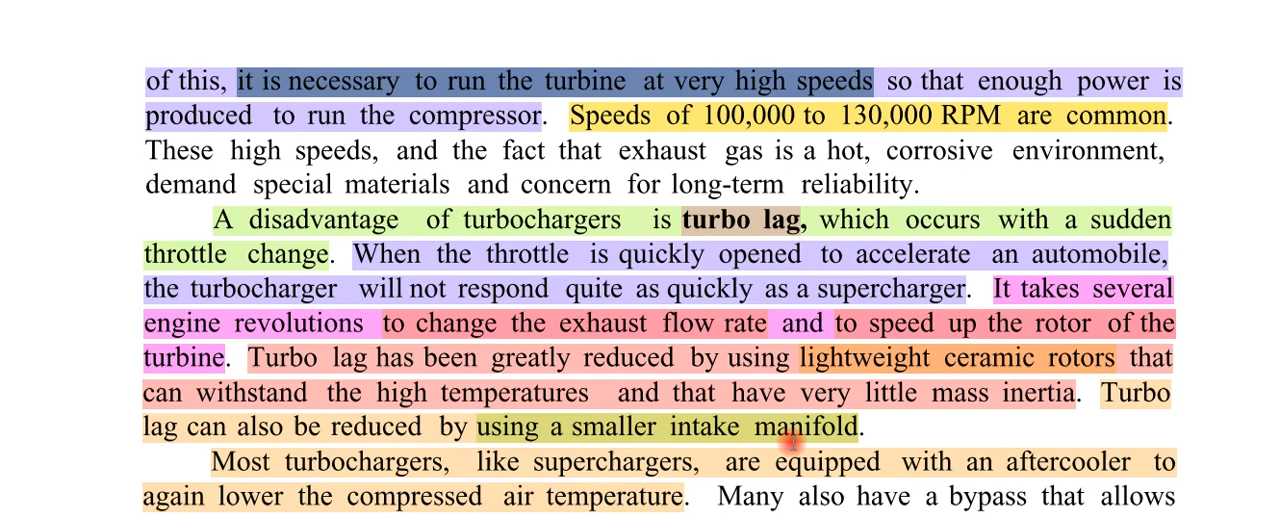 of this, it is necessary to run the turbine at very high speeds so that enough power is
produced to run the compressor. Speeds of 100,000 to 130,000 RPM are common.
These high speeds, and the fact that exhaust gas is a hot, corrosive environment,
demand special materials and concern for long-term reliability.
A disadvantage of turbochargers is turbo lag, which occurs with a sudden
throttle change. When the throttle is quickly opened to accelerate an automobile,
the turbocharger will not respond quite as quickly as a supercharger. It takes several
engine revolutions to change the exhaust flow rate and to speed up the rotor of the
turbine. Turbo lag has been greatly reduced by using lightweight ceramic rotors that
can withstand the high temperatures and that have very little mass inertia. Turbo
lag can also be reduced by using a smaller intake manifold.
Most turbochargers, like superchargers, are equipped with an aftercooler to
again lower the compressed air temperature. Many also have a bypass that allows